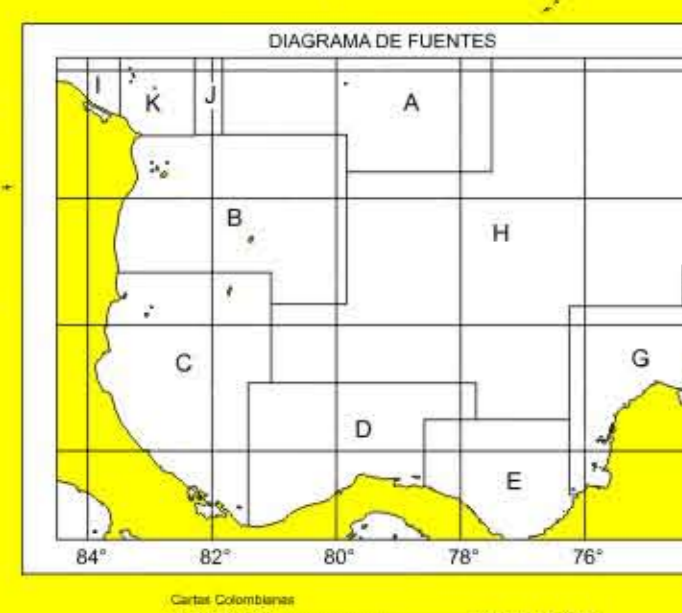 DIAGRAMA DE FUENTES
I
K
J
A
B
H
C
G
D
E
84° 82° 80° 78° 76°
Cartas Colombianas